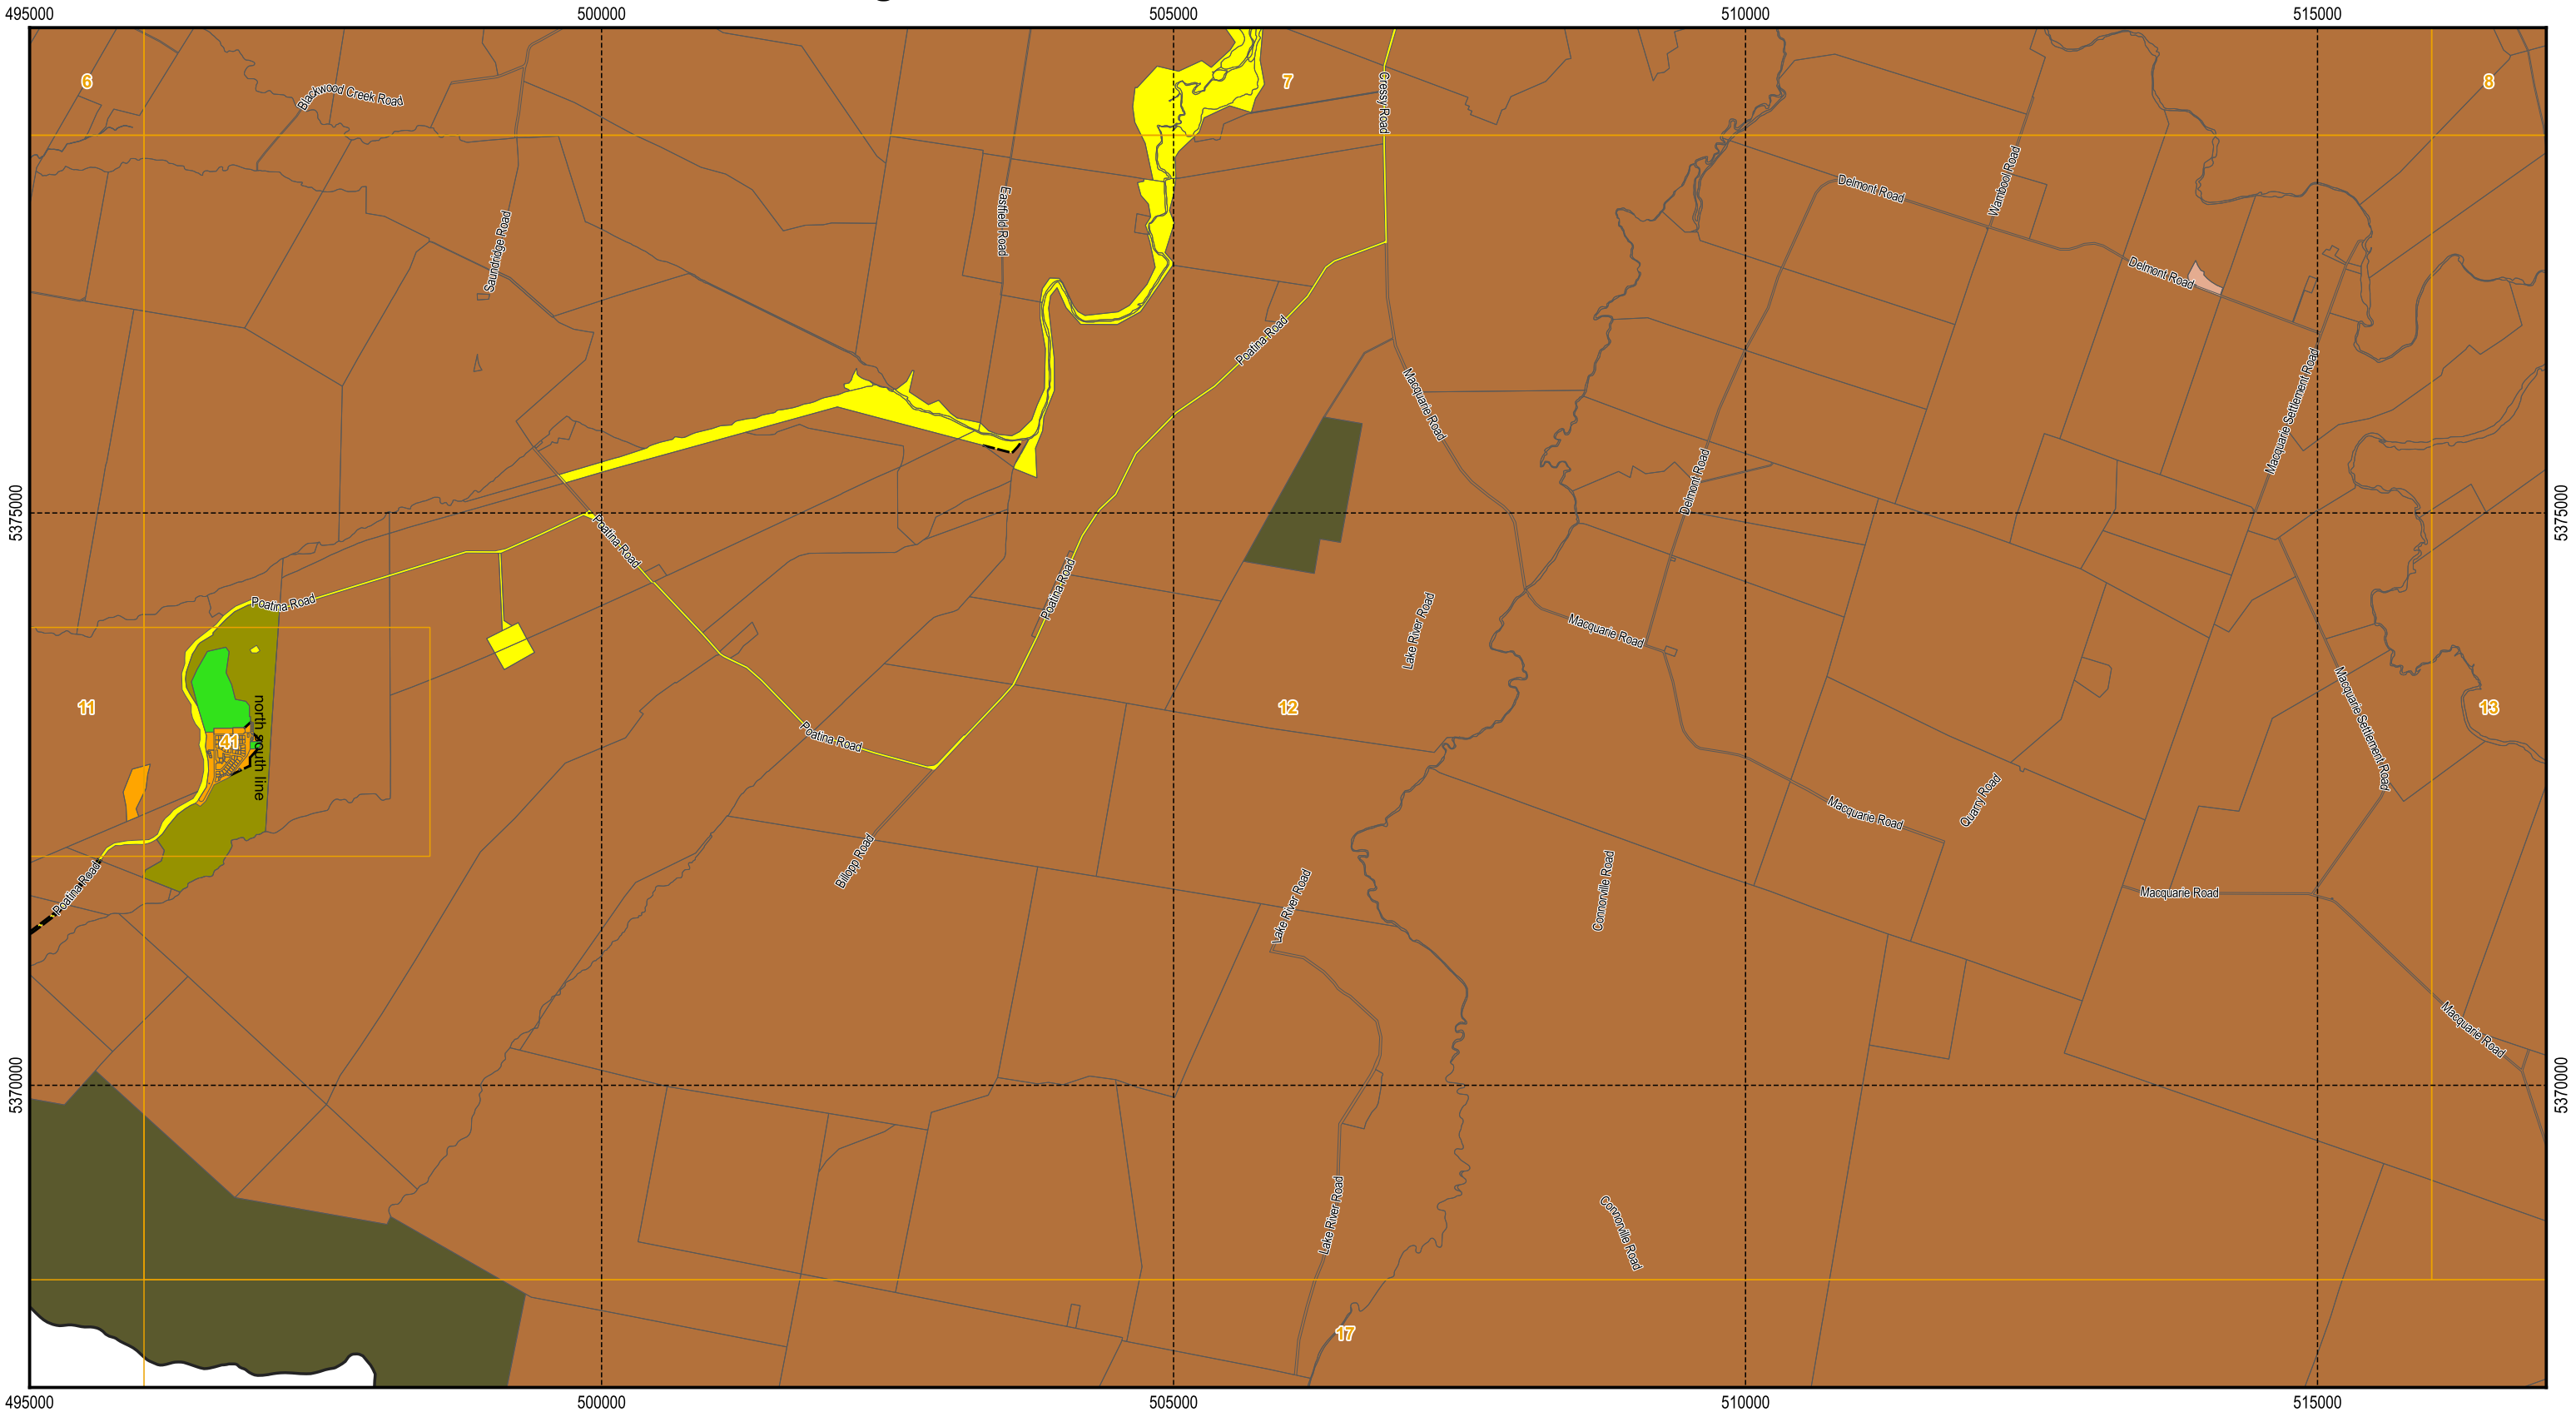 495000
500000
505000
510000
515000
6
7
8
Blackwood Creek Road
Cressy Road
Saundridge Road
Eastfield Road
Delmont Road
Wambool Road
Delmont Road
Poatina Road
Macquarie Road
Macquarie Settlement Road
Delmont Road
5375000
5375000
Poatina Road
Poatina Road
Poatina Road
Lake River Road
Macquarie Road
11
12
13
north south line
41
Poatina Road
Macquarie Settlement Road
Quarry Road
Macquarie Road
Poatina Road
Billopp Road
Lake River Road
Connorville Road
Macquarie Road
Macquarie Road
5370000
5370000
Lake River Road
Connorville Road
17
495000
500000
505000
510000
515000